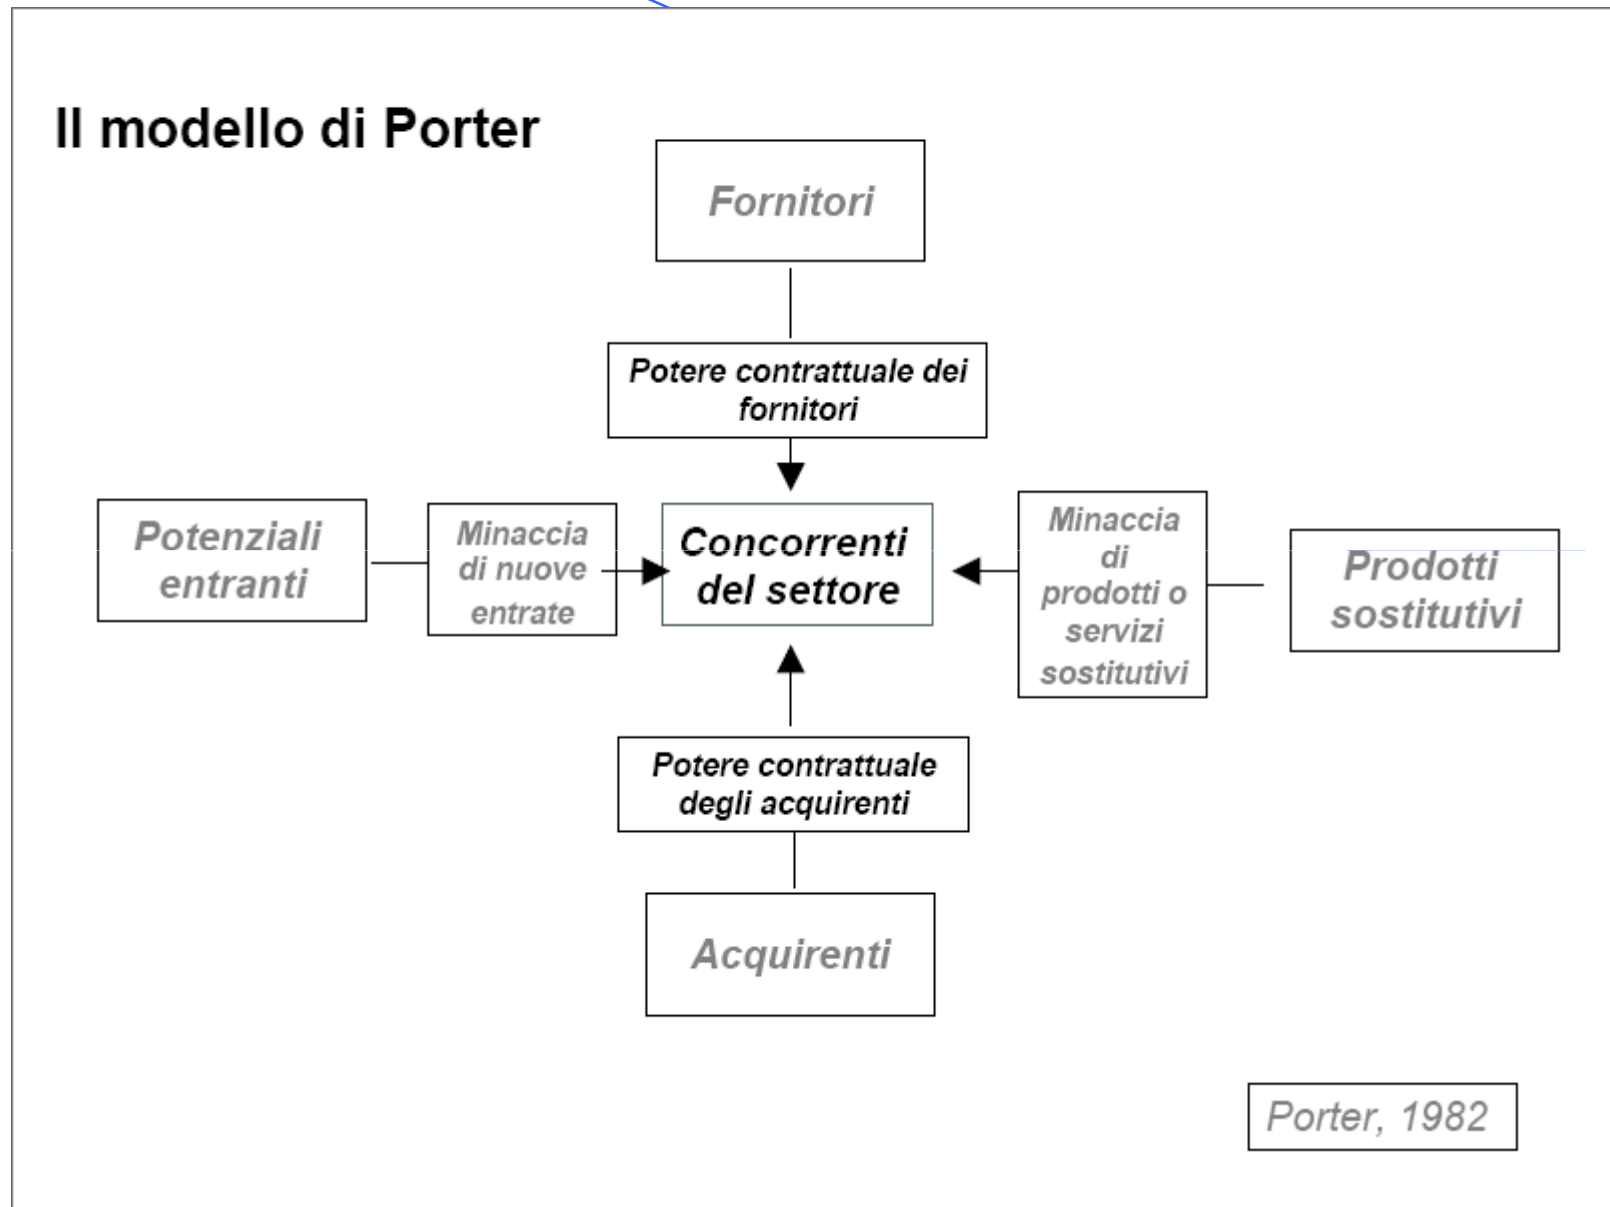 Il modello di Porter
Fornitori
Potere contrattuale dei
fornitori
Potenziali
entranti
Minaccia
di nuove
entrate
Concorrenti
del settore
Minaccia
di
prodotti o
servizi
sostitutivi
Prodotti
sostitutivi
Potere contrattuale
degli acquirenti
Acquirenti
Porter, 1982